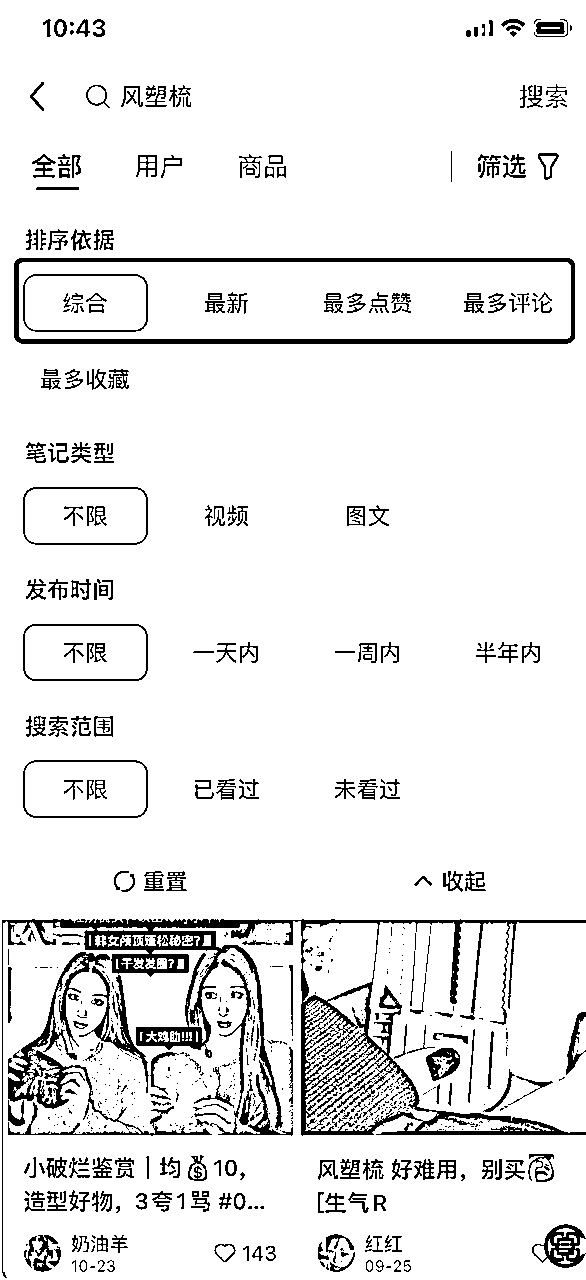 10:43
风塑梳 搜索
全部 用户 商品 筛选
排序依据
综合 最新 最多点赞 最多评论
最多收藏
笔记类型
不限 视频 图文
发布时间
不限 一天内 一周内 半年内
搜索范围
不限 已看过 未看过
重置 收起
韩女颅顶蓬松秘密?
「干发发圈?
「大鸡肋!!!
小破烂鉴赏｜均💰10，
造型好物，3夸1骂 #0...
风塑梳 好难用，别买
[生气R
奶油羊 143
10-23
红红
09-25